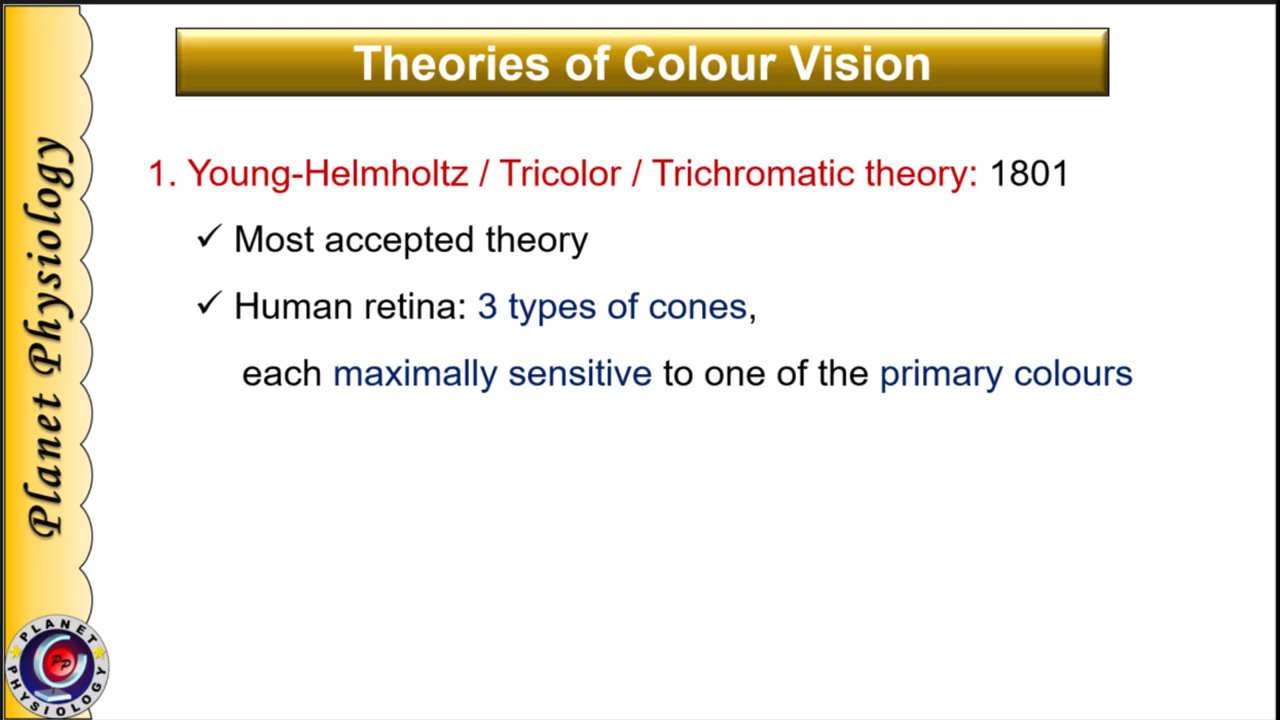 Theories of Colour Vision
1. Young-Helmholtz / Tricolor / Trichromatic theory: 1801
✓ Most accepted theory
✓ Human retina: 3 types of cones,
each maximally sensitive to one of the primary colours
Planet Physiology
PLANET
PP
PHYSIOLOGY